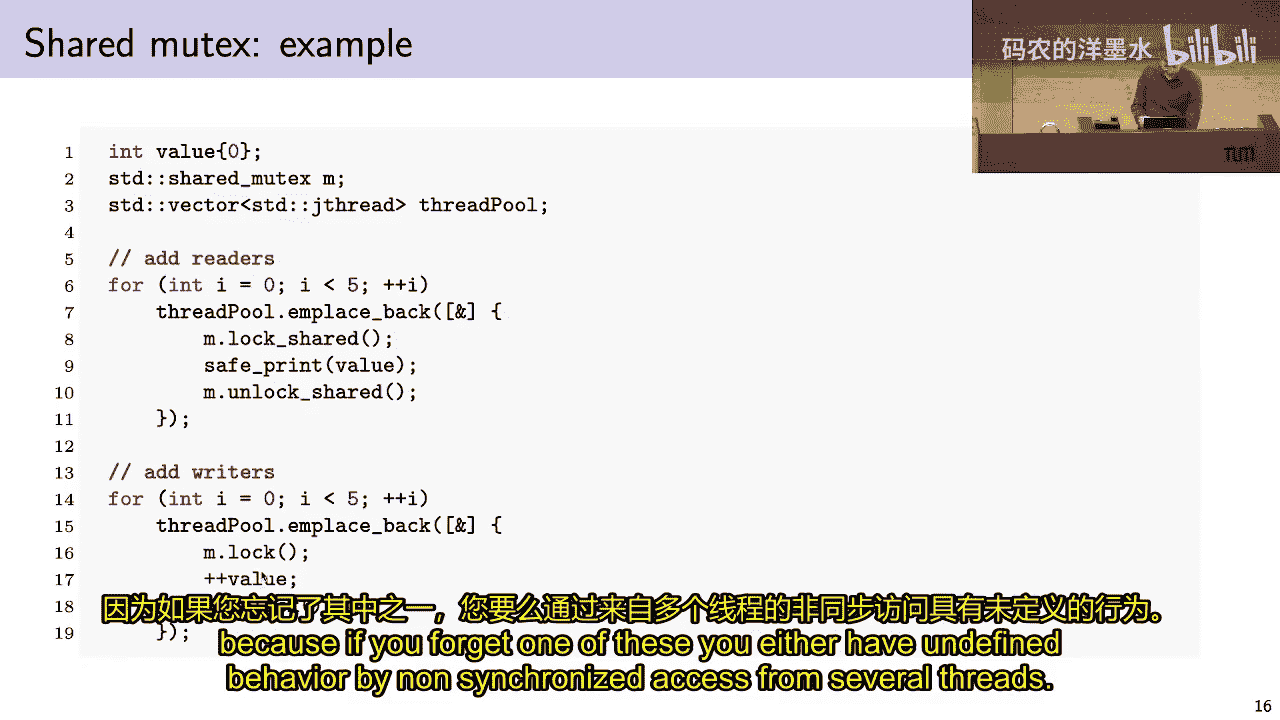 Shared mutex: example
码农的洋墨水 bilibili
TUM
1 int value{0};
2 std::shared_mutex m;
3 std::vector<std::jthread> threadPool;
4
5 // add readers
6 for (int i = 0; i < 5; ++i)
7 threadPool.emplace_back([&] {
8 m.lock_shared();
9 safe_print(value);
10 m.unlock_shared();
11 });
12
13 // add writers
14 for (int i = 0; i < 5; ++i)
15 threadPool.emplace_back([&] {
16 m.lock();
17 ++value;
18
19 });
因为如果您忘记了其中之一，您要么通过来自多个线程的非同步访问具有未定义的行为。
because if you forget one of these you either have undefined
behavior by non synchronized access from several threads.
16